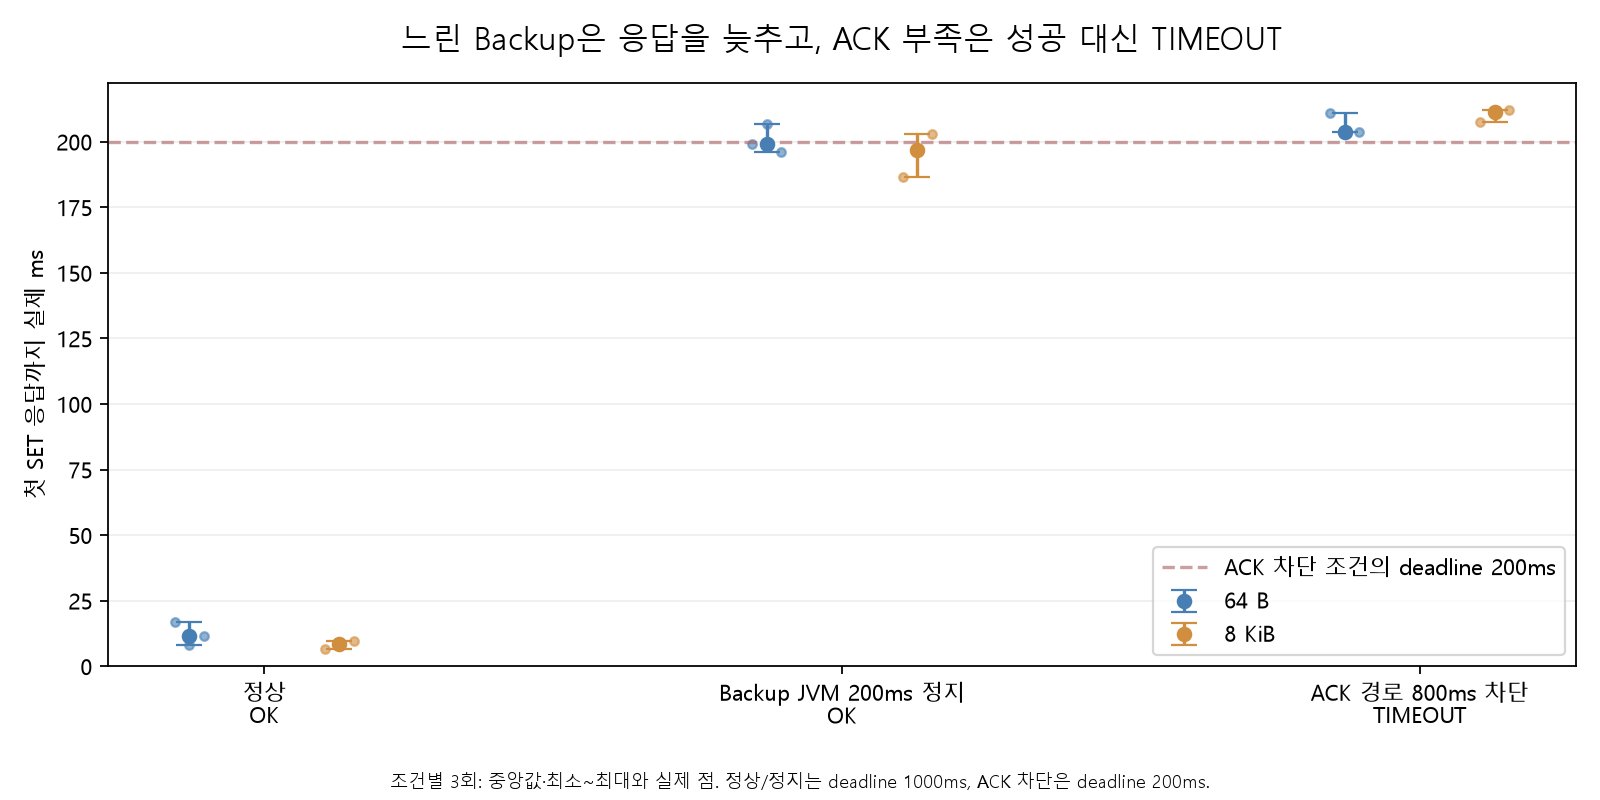 느린 Backup은 응답을 늦추고, ACK 부족은 성공 대신 TIMEOUT
첫 SET 응답까지 실제 ms
200
175
150
125
100
75
50
25
0
ACK 차단 조건의 deadline 200ms
64 B
8 KiB
정상
OK
Backup JVM 200ms 정지
OK
ACK 경로 800ms 차단
TIMEOUT
조건별 3회: 중앙값·최소~최대와 실제 점. 정상/정지는 deadline 1000ms, ACK 차단은 deadline 200ms.